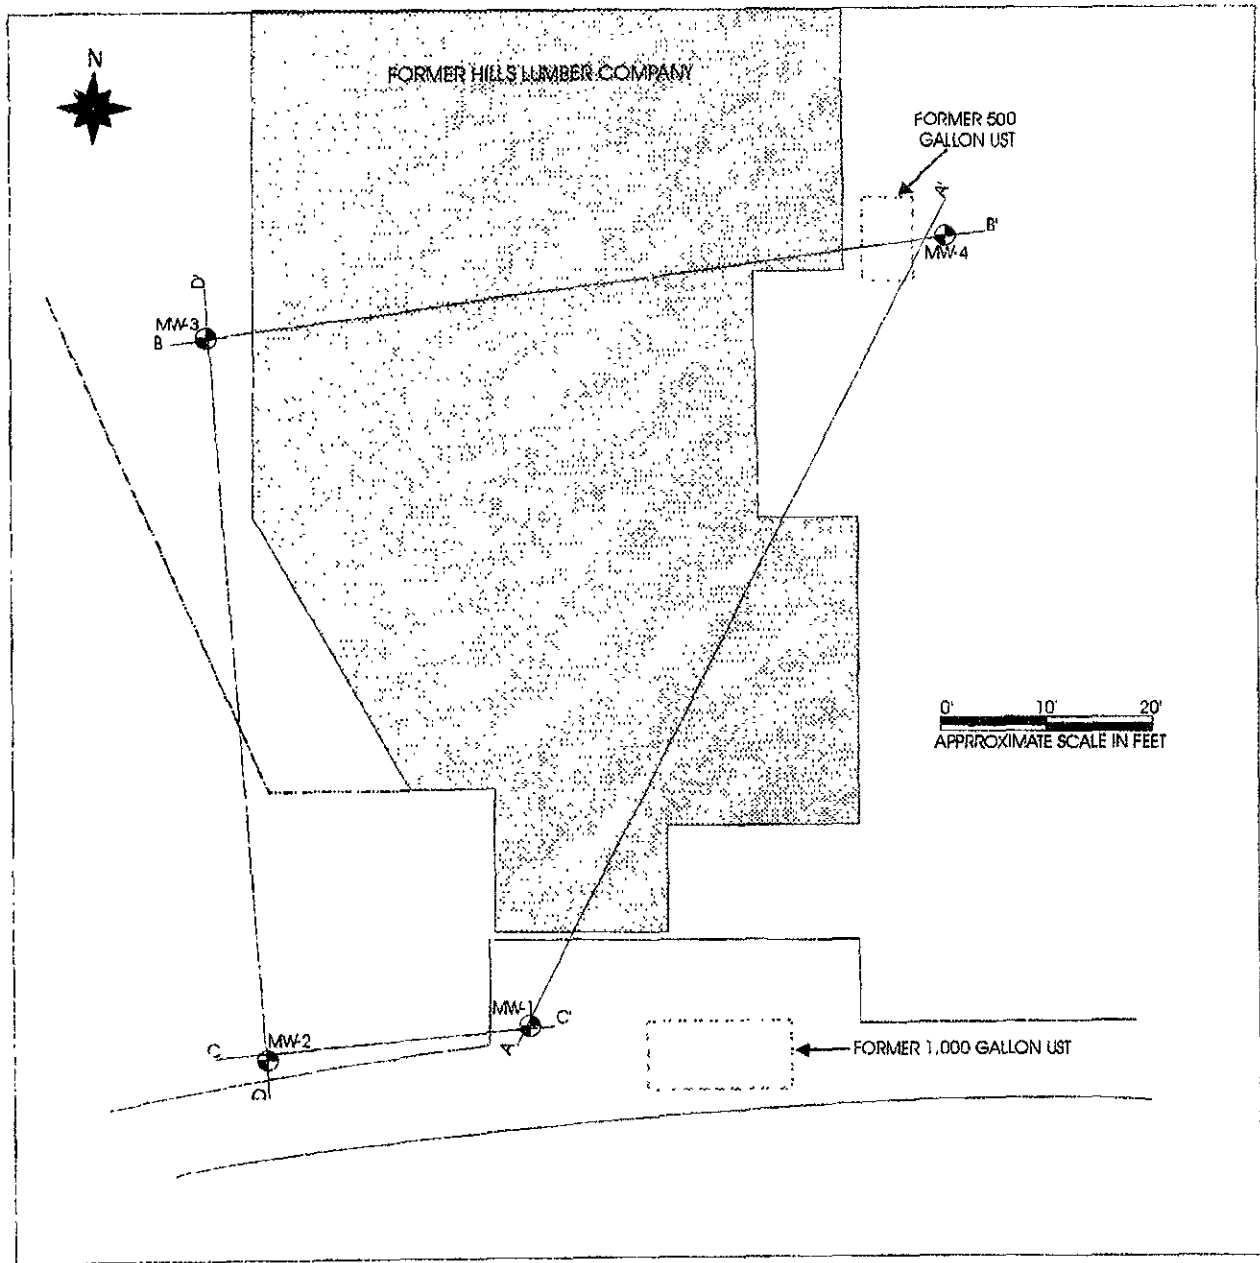 N
FORMER HILLS LUMBER COMPANY
FORMER 500
GALLON UST
A'
B'
MW-4
D'
MW-3
B
0' 10' 20'
APPRROXIMATE SCALE IN FEET
MW-
C'
MW-2
C
A
FORMER 1,000 GALLON UST
D